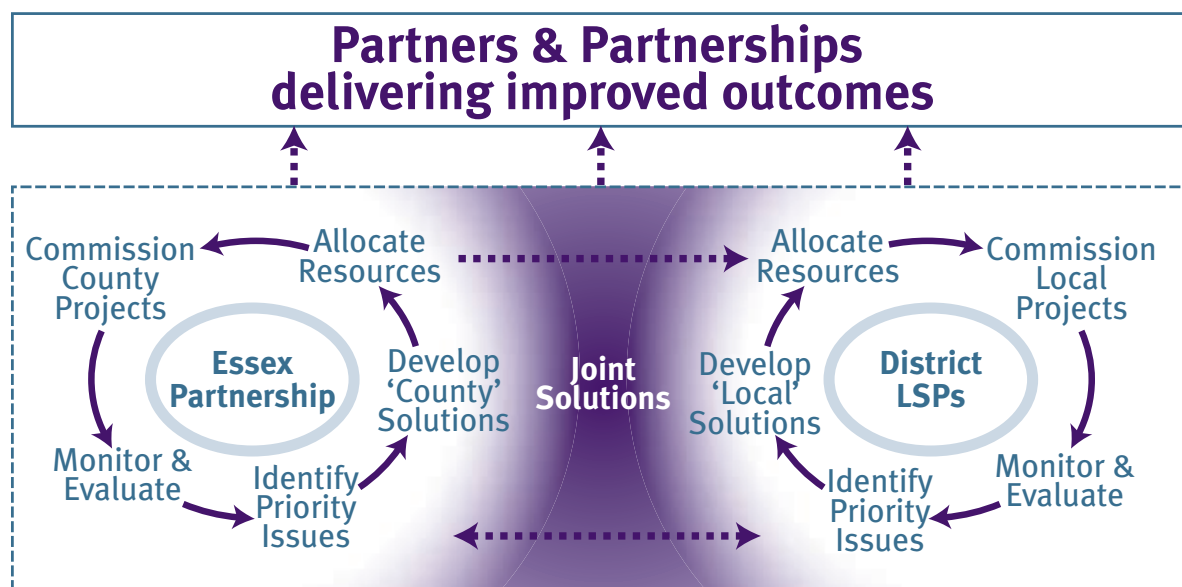 Partners & Partnerships
delivering improved outcomes
Commission
County
Projects
Allocate
Resources
Essex
Partnership
Develop
‘County’
Solutions
Monitor &
Evaluate
Identify
Priority
Issues
Joint
Solutions
Allocate
Resources
Commission
Local
Projects
Develop
‘Local’
Solutions
District
LSPs
Identify
Priority
Issues
Monitor &
Evaluate